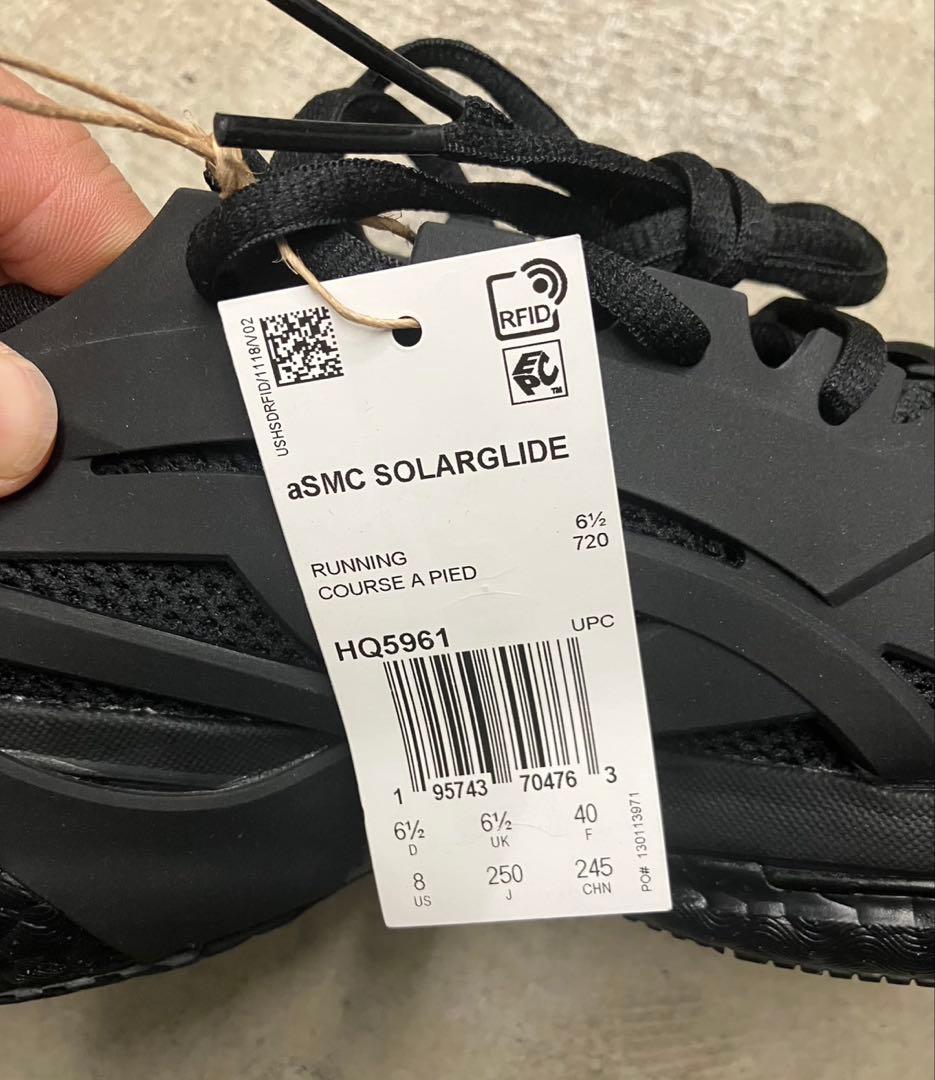 RFID
EPC™
USHSDRFID/1118/V02
aSMC SOLARGLIDE
6½
720
RUNNING
COURSE A PIED
UPC
HQ5961
1 95743 70476 3
6½ 6½ 40
D UK F
8 250 245
US J CHN
PO# 130113971